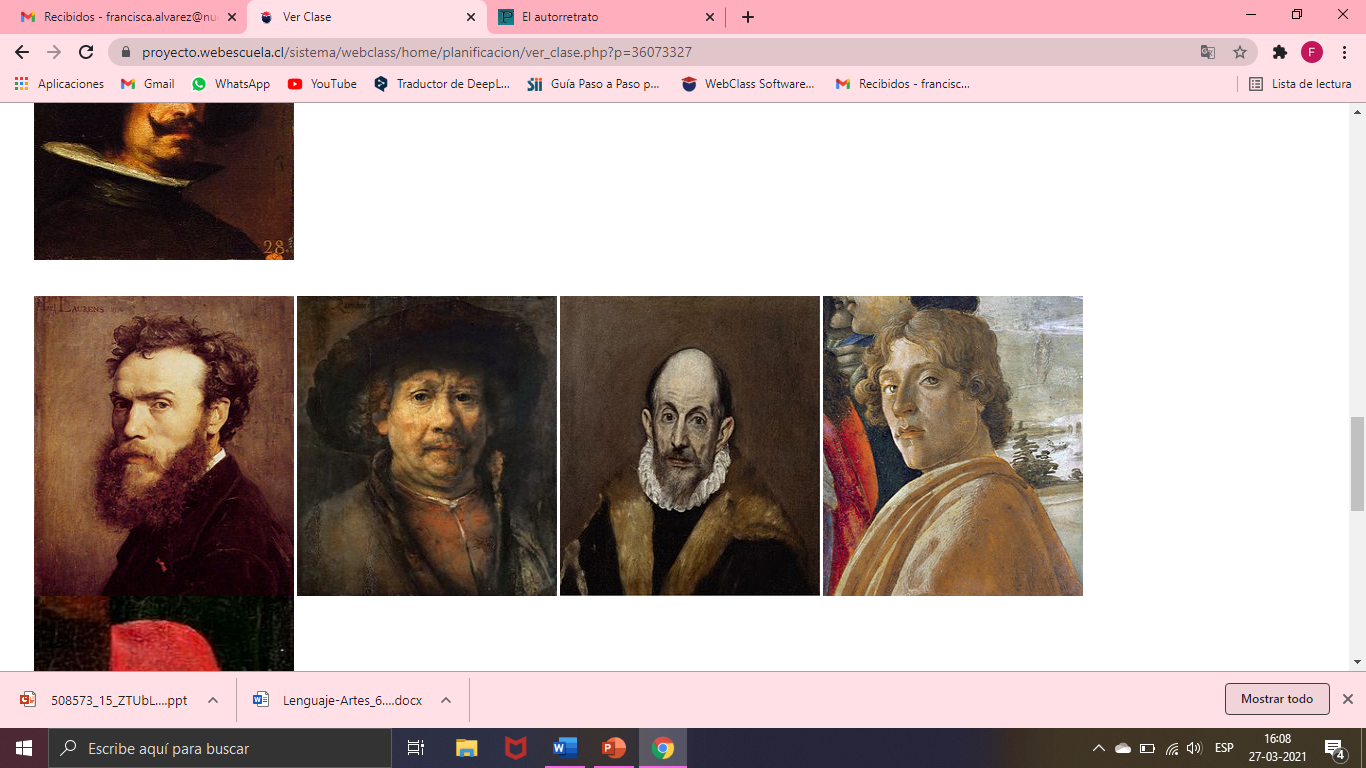 Recibidos - francisca.alvarez@nu
Ver Clase
El autorretrato
proyecto.webescuela.cl/sistema/webclass/home/planificacion/ver_clase.php?p=36073327
F
Aplicaciones
Gmail
WhatsApp
YouTube
Traductor de DeepL...
Sii
Guía Paso a Paso p...
WebClass Software...
Recibidos - francisc...
Lista de lectura
28.
LAURENS
508573_15_ZTUbL....ppt
Lenguaje-Artes_6....docx
Mostrar todo
Escribe aquí para buscar
ESP
16:08
27-03-2021
4